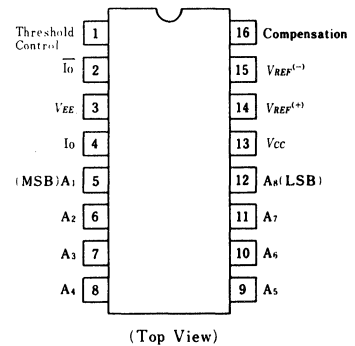 Threshold Control 1 16 Compensation
I̅o̅ 2 15 VREF(−)
VEE 3 14 VREF(+)
Io 4 13 VCC
(MSB)A1 5 12 A8(LSB)
A2 6 11 A7
A3 7 10 A6
A4 8 9 A5
(Top View)